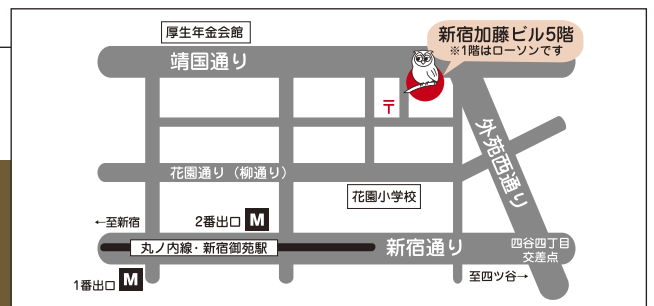 厚生年金会館
新宿加藤ビル5階
※1階はローソンです
靖国通り
〒
外苑西通り
花園通り(柳通り)
花園小学校
←至新宿
2番出口 M
丸ノ内線・新宿御苑駅
新宿通り
四谷四丁目
交差点
1番出口 M
至四ツ谷→